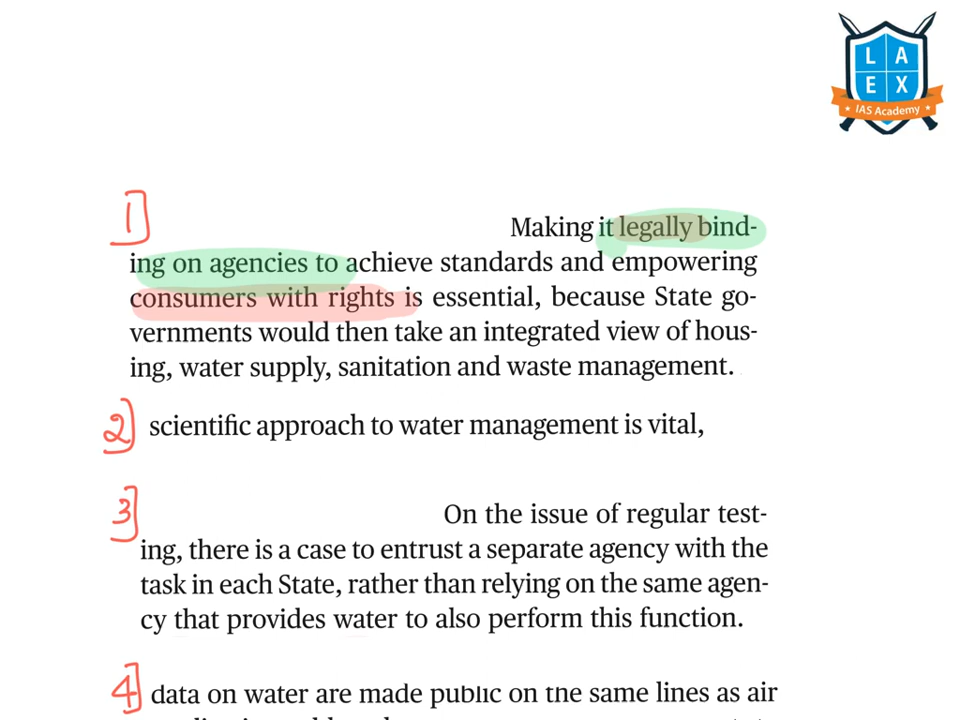 L A
E X
IAS Academy
1
Making it legally bind-
ing on agencies to achieve standards and empowering
consumers with rights is essential, because State go-
vernments would then take an integrated view of hous-
ing, water supply, sanitation and waste management.
2 scientific approach to water management is vital,
3
On the issue of regular test-
ing, there is a case to entrust a separate agency with the
task in each State, rather than relying on the same agen-
cy that provides water to also perform this function.
4 data on water are made public on the same lines as air